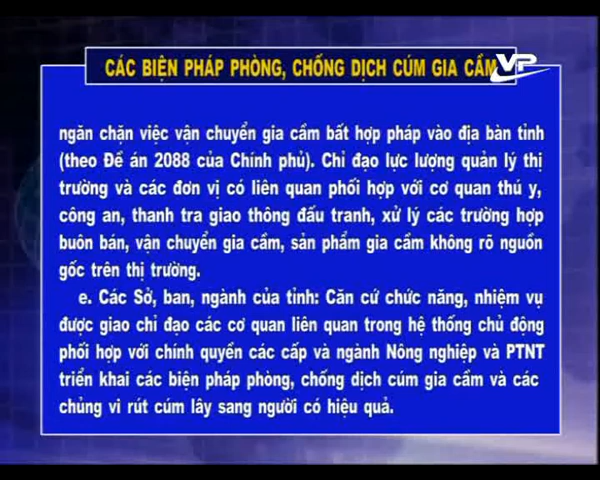 CÁC BIỆN PHÁP PHÒNG, CHỐNG DỊCH CÚM GIA CẦM
VP
ngăn chặn việc vận chuyển gia cầm bất hợp pháp vào địa bàn tỉnh
(theo Đề án 2088 của Chính phủ). Chỉ đạo lực lượng quản lý thị
trường và các đơn vị có liên quan phối hợp với cơ quan thú y,
công an, thanh tra giao thông đấu tranh, xử lý các trường hợp
buôn bán, vận chuyển gia cầm, sản phẩm gia cầm không rõ nguồn
gốc trên thị trường.
e. Các Sở, ban, ngành của tỉnh: Căn cứ chức năng, nhiệm vụ
được giao chỉ đạo các cơ quan liên quan trong hệ thống chủ động
phối hợp với chính quyền các cấp và ngành Nông nghiệp và PTNT
triển khai các biện pháp phòng, chống dịch cúm gia cầm và các
chủng vi rút cúm lây sang người có hiệu quả.